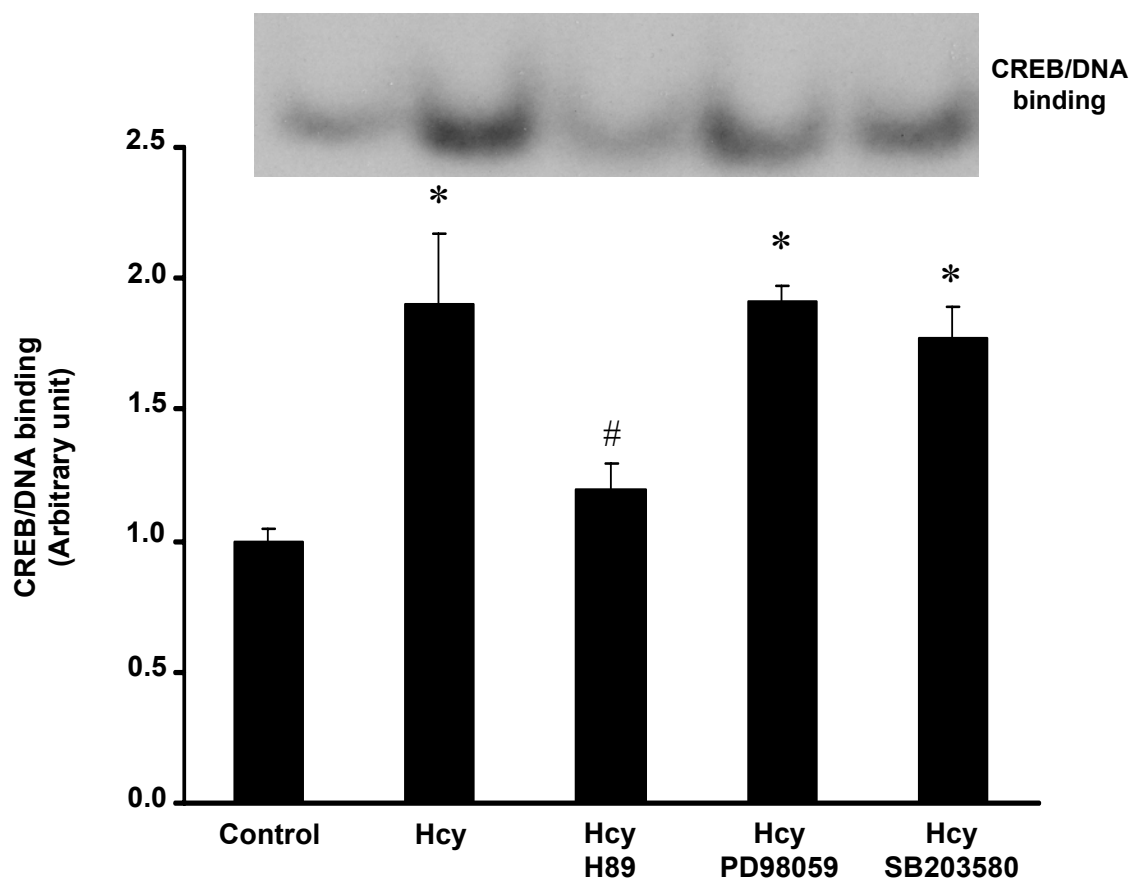 CREB/DNA
binding
CREB/DNA binding
(Arbitrary unit)
2.5
2.0
1.5
1.0
0.5
0.0
*
#
*
*
Control
Hcy
Hcy
H89
Hcy
PD98059
Hcy
SB203580